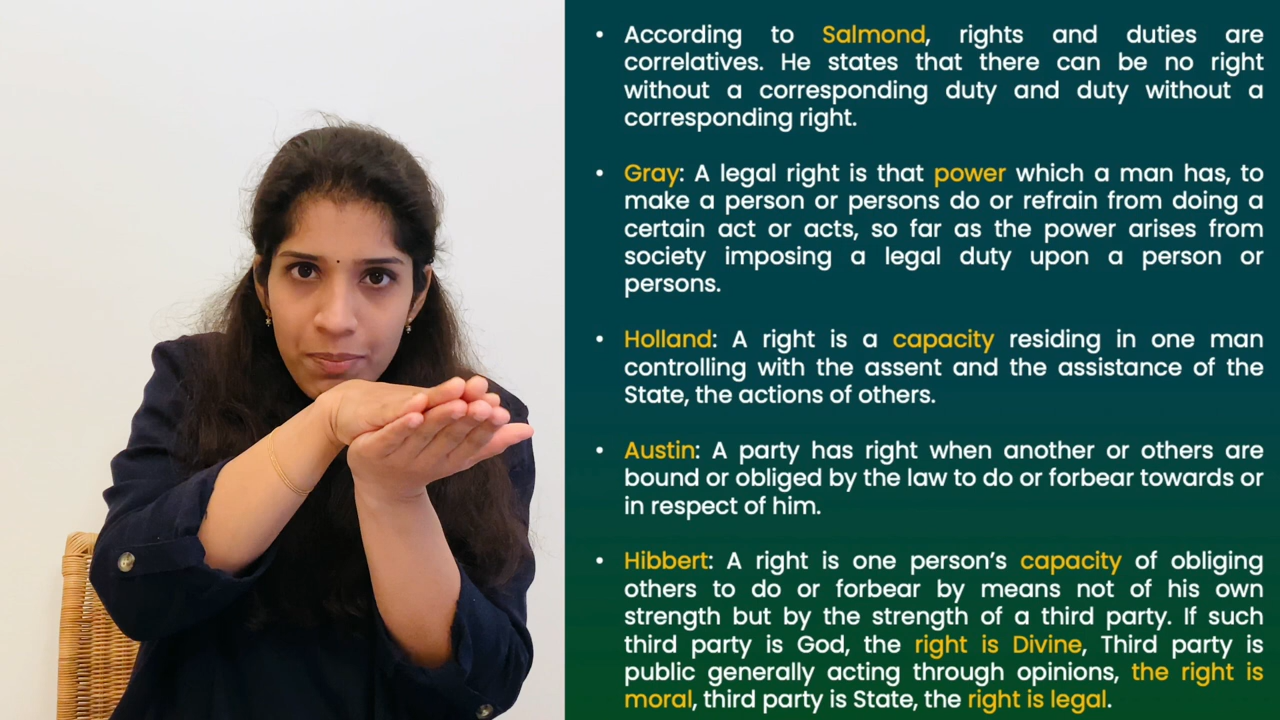 • According to Salmond, rights and duties are
correlatives. He states that there can be no right
without a corresponding duty and duty without a
corresponding right.
• Gray: A legal right is that power which a man has, to
make a person or persons do or refrain from doing a
certain act or acts, so far as the power arises from
society imposing a legal duty upon a person or
persons.
• Holland: A right is a capacity residing in one man
controlling with the assent and the assistance of the
State, the actions of others.
• Austin: A party has right when another or others are
bound or obliged by the law to do or forbear towards or
in respect of him.
• Hibbert: A right is one person’s capacity of obliging
others to do or forbear by means not of his own
strength but by the strength of a third party. If such
third party is God, the right is Divine, Third party is
public generally acting through opinions, the right is
moral, third party is State, the right is legal.